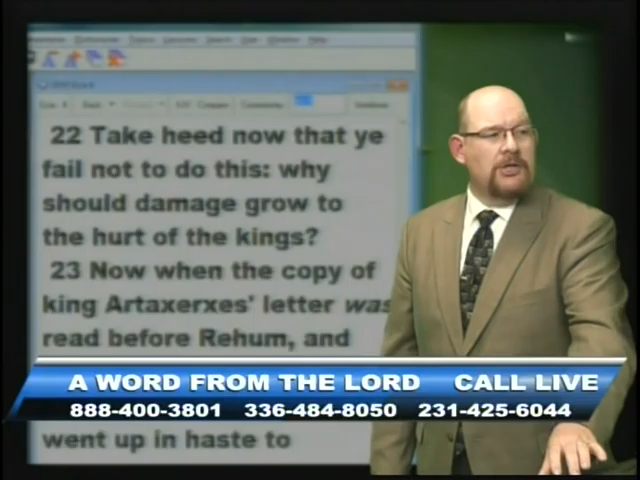 22 Take heed now that ye
fail not to do this: why
should damage grow to
the hurt of the kings?
23 Now when the copy of
king Artaxerxes' letter was
read before Rehum, and
A WORD FROM THE LORD CALL LIVE
888-400-3801 336-484-8050 231-425-6044
went up in haste to